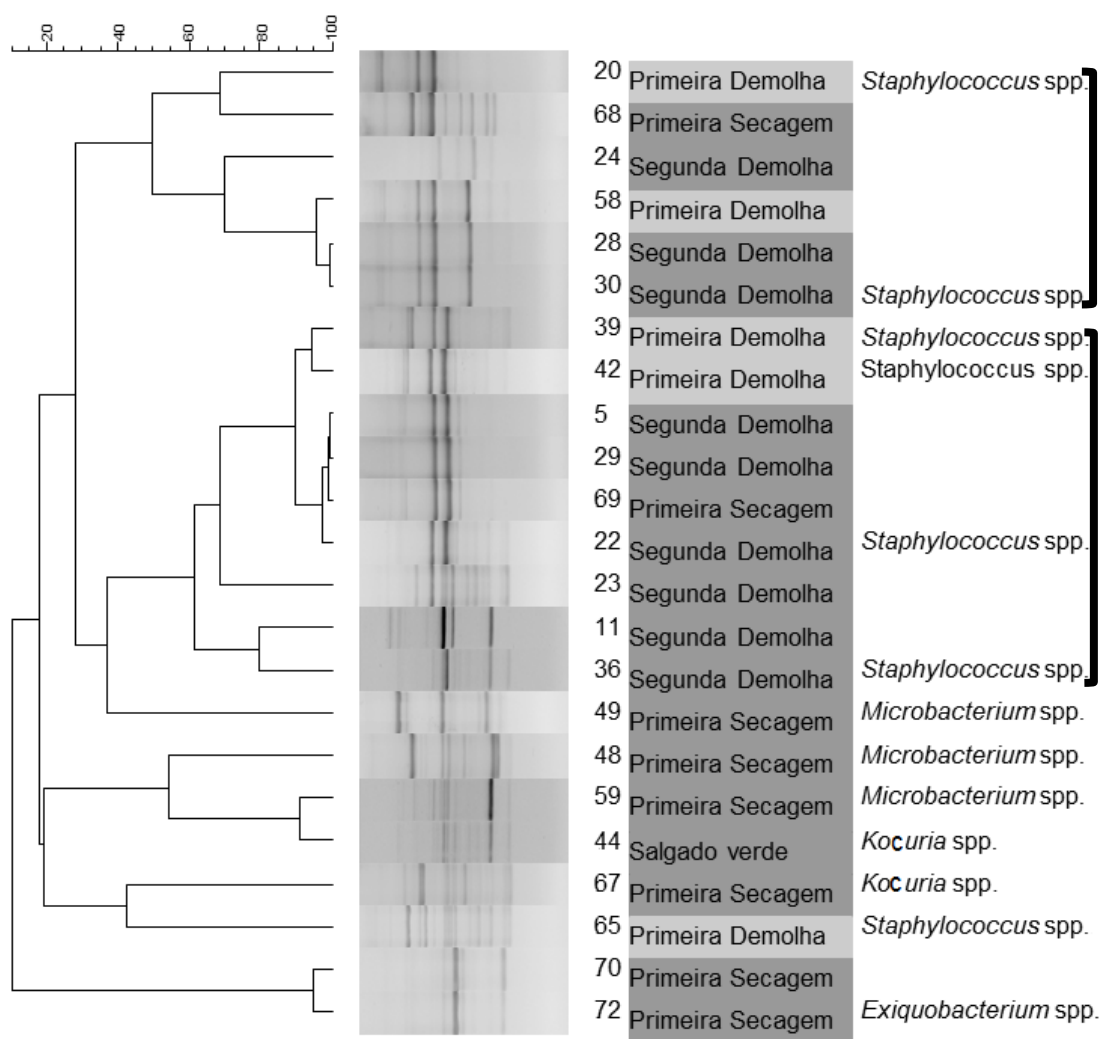 20 40 60 80 100
20 Primeira Demolha Staphylococcus spp.
68 Primeira Secagem
24 Segunda Demolha
58 Primeira Demolha
28 Segunda Demolha
30 Segunda Demolha Staphylococcus spp
39 Primeira Demolha Staphylococcus spp.
42 Primeira Demolha Staphylococcus spp.
5 Segunda Demolha
29 Segunda Demolha
69 Primeira Secagem
22 Segunda Demolha Staphylococcus spp.
23 Segunda Demolha
11 Segunda Demolha
36 Segunda Demolha Staphylococcus spp.
49 Primeira Secagem Microbacterium spp.
48 Primeira Secagem Microbacterium spp.
59 Primeira Secagem Microbacterium spp.
44 Salgado verde Kocuria spp.
67 Primeira Secagem Kocuria spp.
65 Primeira Demolha Staphylococcus spp.
70 Primeira Secagem
72 Primeira Secagem Exiquobacterium spp.